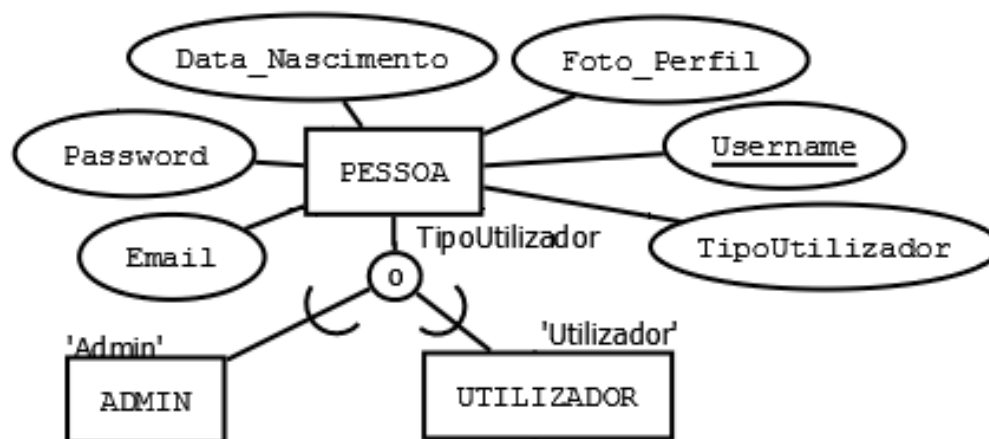 Data_Nascimento
Foto_Perfil
Password
PESSOA
Username
Email
TipoUtilizador
TipoUtilizador
o
'Admin'
'Utilizador'
ADMIN
UTILIZADOR